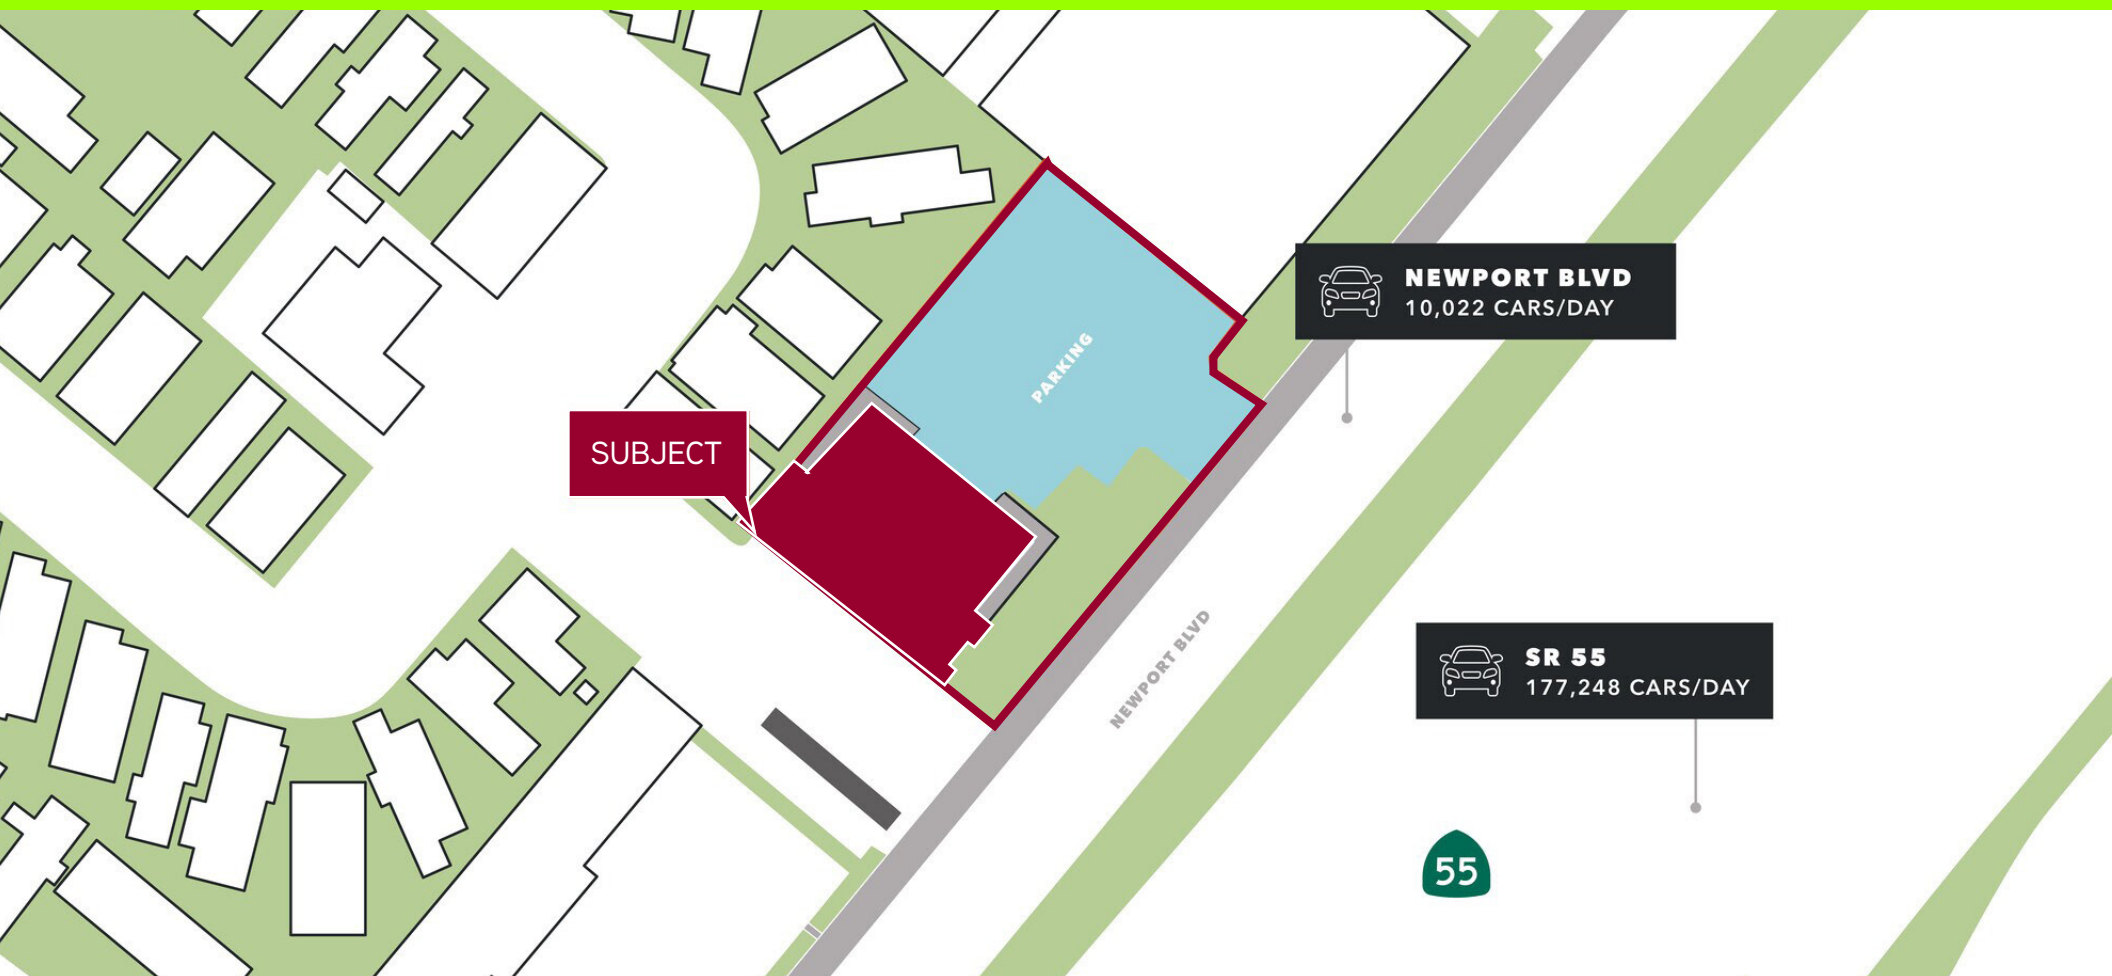 NEWPORT BLVD
10,022 CARS/DAY
PARKING
SUBJECT
NEWPORT BLVD
SR 55
177,248 CARS/DAY
55